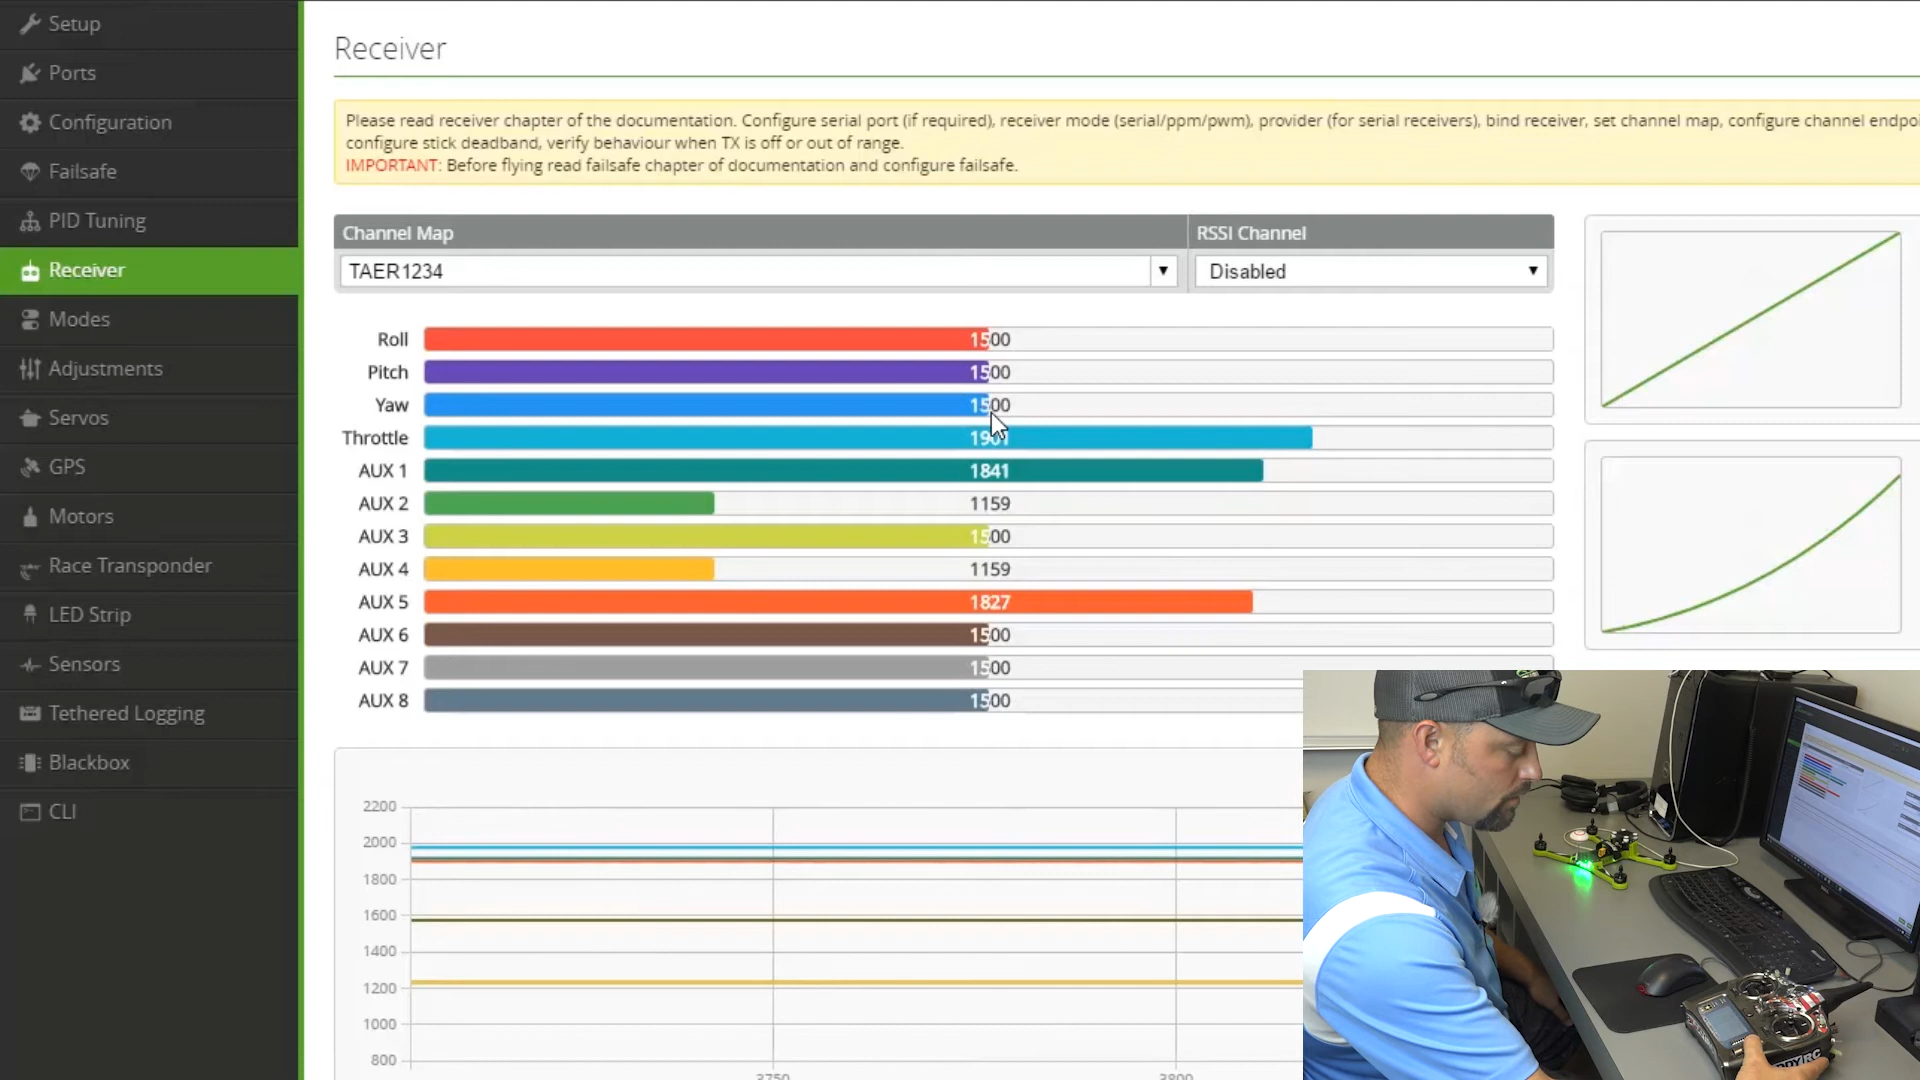 Setup
Ports
Configuration
Failsafe
PID Tuning
Receiver
Modes
Adjustments
Servos
GPS
Motors
Race Transponder
LED Strip
Sensors
Tethered Logging
Blackbox
CLI
Receiver
Please read receiver chapter of the documentation. Configure serial port (if required), receiver mode (serial/ppm/pwm), provider (for serial receivers), bind receiver, set channel map, configure channel endpoi
configure stick deadband, verify behaviour when TX is off or out of range.
IMPORTANT: Before flying read failsafe chapter of documentation and configure failsafe.
Channel Map RSSI Channel
TAER1234 Disabled
Roll 1500
Pitch 1500
Yaw 1500
Throttle
AUX 1 1841
AUX 2 1159
AUX 3 1500
AUX 4 1159
AUX 5 1827
AUX 6 1500
AUX 7 1500
AUX 8 1500
2200
2000
1800
1600
1400
1200
1000
800
3750 3800